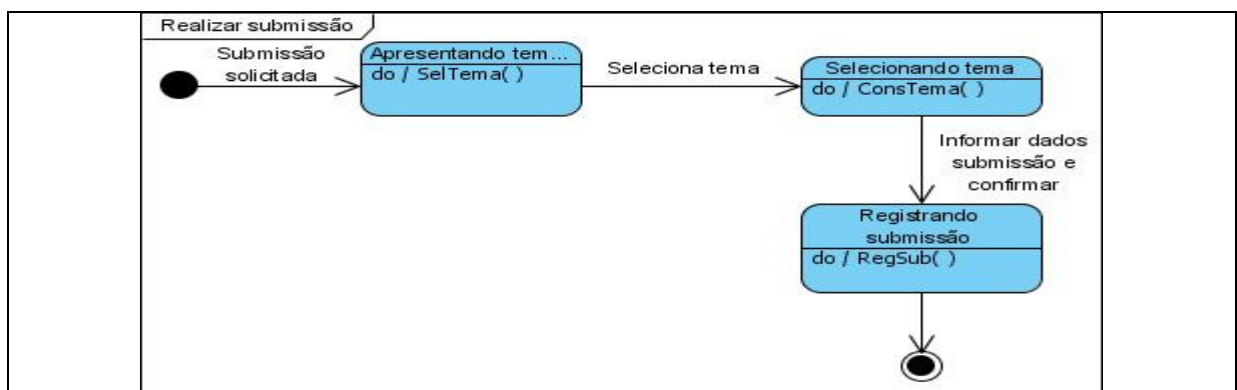 Realizar submissão
Submissão
solicitada
Apresentando tem...
do / SelTema( )
Seleciona tema
Selecionando tema
do / ConsTema( )
Informar dados
submissão e
confirmar
Registrando
submissão
do / RegSub( )